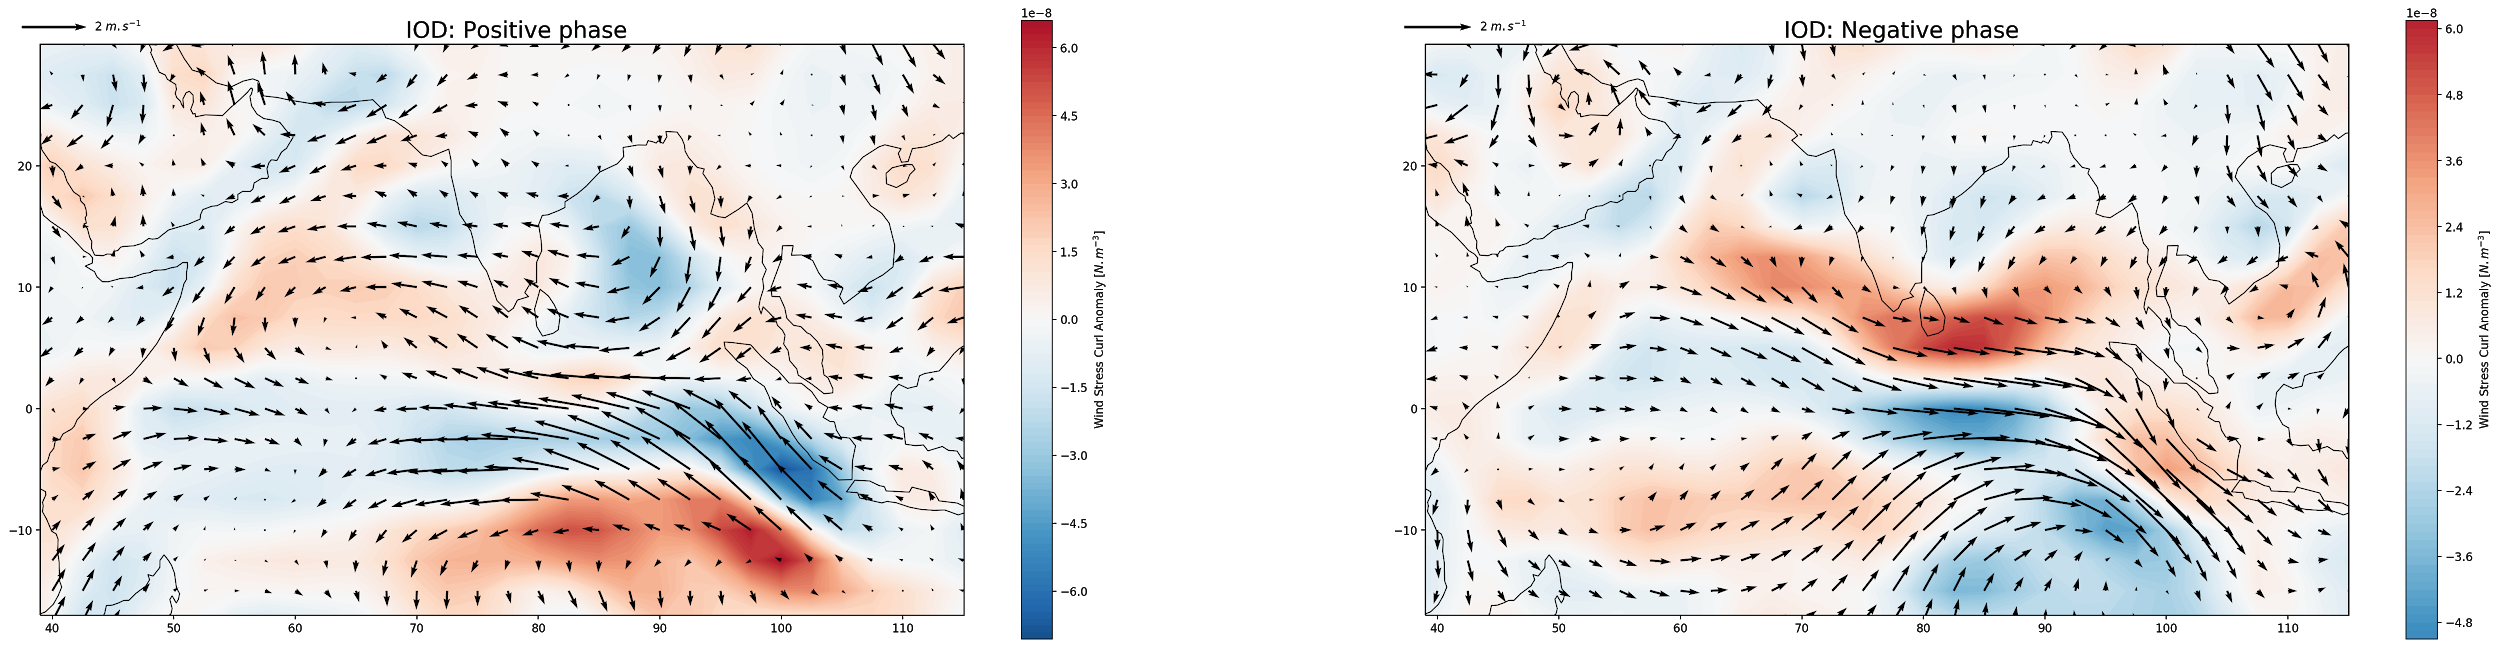 2 m.s⁻¹
IOD: Positive phase
20
10
0
−10
40 50 60 70 80 90 100 110
1e−8
6.0
4.5
3.0
1.5
0.0
−1.5
−3.0
−4.5
−6.0
Wind Stress Curl Anomaly [N.m⁻³]
2 m.s⁻¹
IOD: Negative phase
20
10
0
−10
40 50 60 70 80 90 100 110
1e−8
6.0
4.8
3.6
2.4
1.2
0.0
−1.2
−2.4
−3.6
−4.8
Wind Stress Curl Anomaly [N.m⁻³]